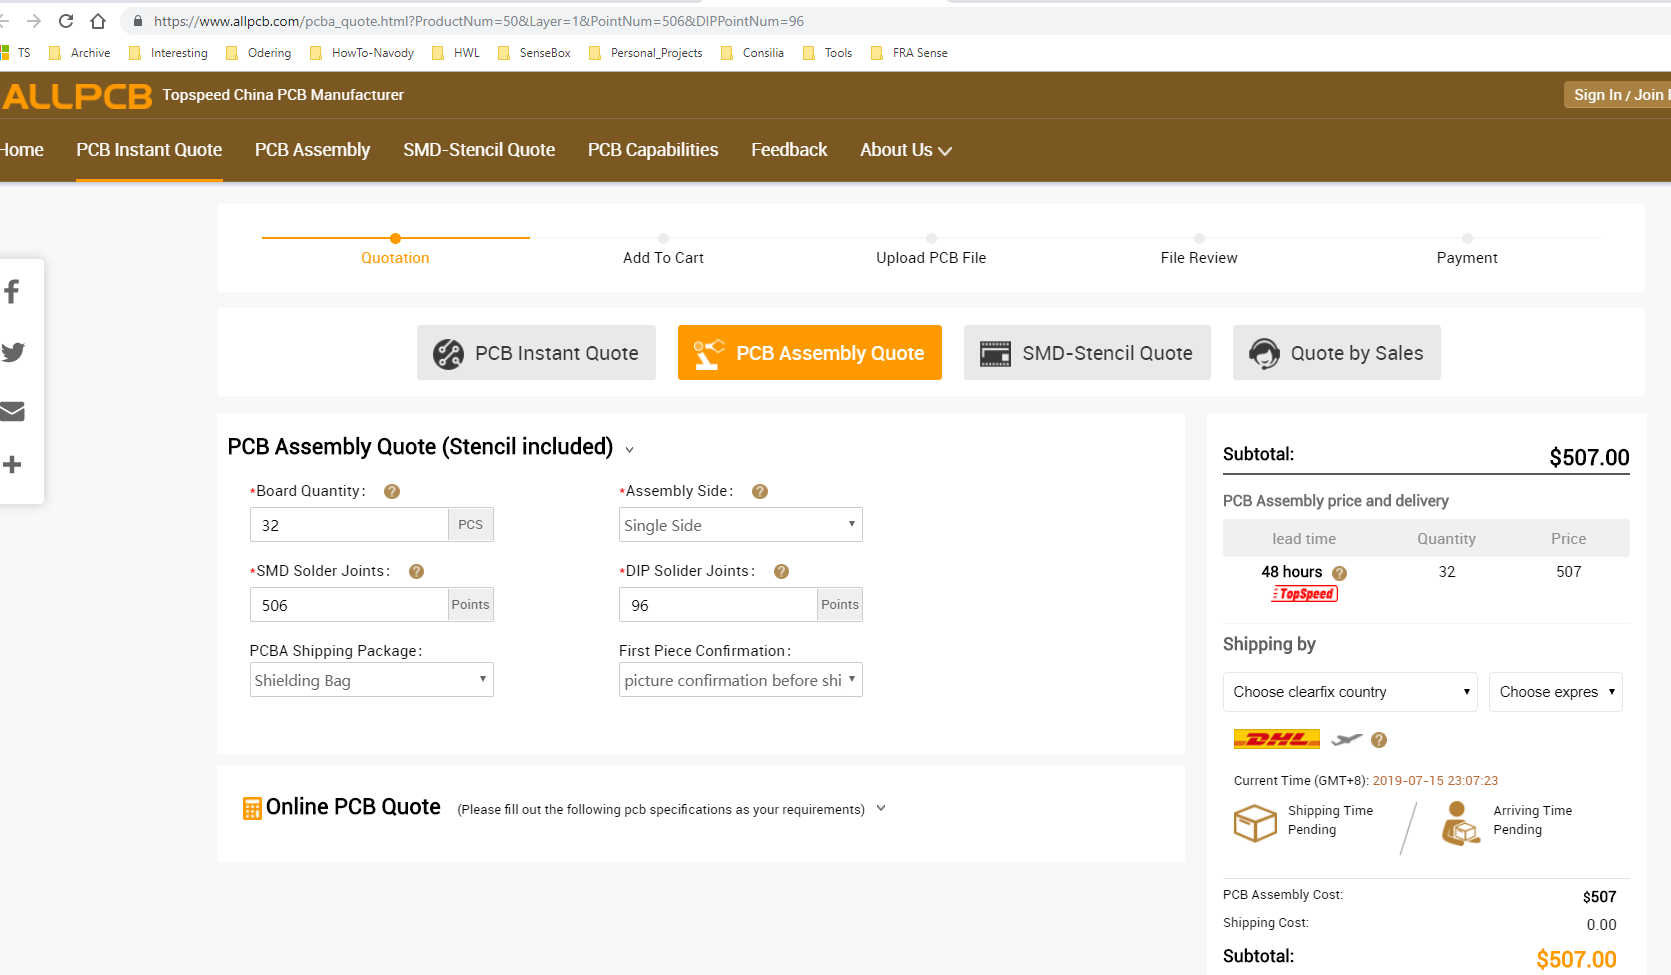 https://www.allpcb.com/pcba_quote.html?ProductNum=50&Layer=1&PointNum=506&DIPPointNum=96
TS Archive Interesting Odering HowTo-Navody HWL SenseBox Personal_Projects Consilia Tools FRA Sense
ALLPCB Topspeed China PCB Manufacturer Sign In / Join
Home PCB Instant Quote PCB Assembly SMD-Stencil Quote PCB Capabilities Feedback About Us
Quotation Add To Cart Upload PCB File File Review Payment
PCB Instant Quote PCB Assembly Quote SMD-Stencil Quote Quote by Sales
PCB Assembly Quote (Stencil included)
*Board Quantity: ? *Assembly Side: ?
32 PCS Single Side
*SMD Solder Joints: ? *DIP Solider Joints: ?
506 Points 96 Points
PCBA Shipping Package: First Piece Confirmation:
Shielding Bag picture confirmation before shi
Online PCB Quote (Please fill out the following pcb specifications as your requirements)
Subtotal: $507.00
PCB Assembly price and delivery
lead time Quantity Price
48 hours ? 32 507
TopSpeed
Shipping by
Choose clearfix country Choose expres
DHL ?
Current Time (GMT+8): 2019-07-15 23:07:23
Shipping Time Arriving Time
Pending Pending
PCB Assembly Cost: $507
Shipping Cost: 0.00
Subtotal: $507.00